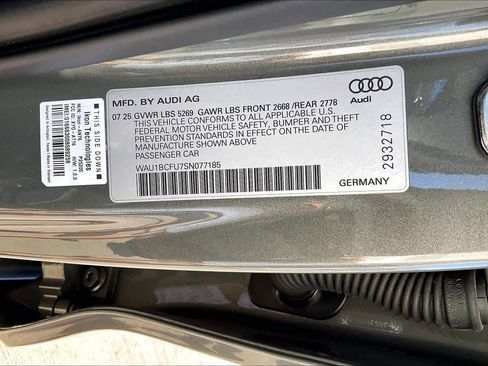 MFD. BY AUDI AG
07 25 GVWR LBS 5269 GAWR LBS FRONT 2668 /REAR 2778
THIS VEHICLE CONFORMS TO ALL APPLICABLE U.S.
FEDERAL MOTOR VEHICLE SAFETY, BUMPER AND THEFT
PREVENTION STANDARDS IN EFFECT ON THE DATE OF
MANUFACTURE SHOWN ABOVE
PASSENGER CAR
WAU1BCFU7SN077185
GERMANY
Audi
2932718
THIS SIDE DOWN
Ikon Technologies